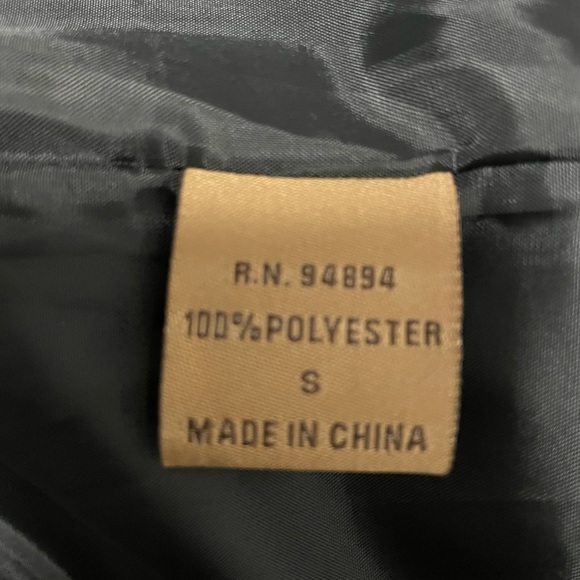 R.N. 94894
100%POLYESTER
S
MADE IN CHINA